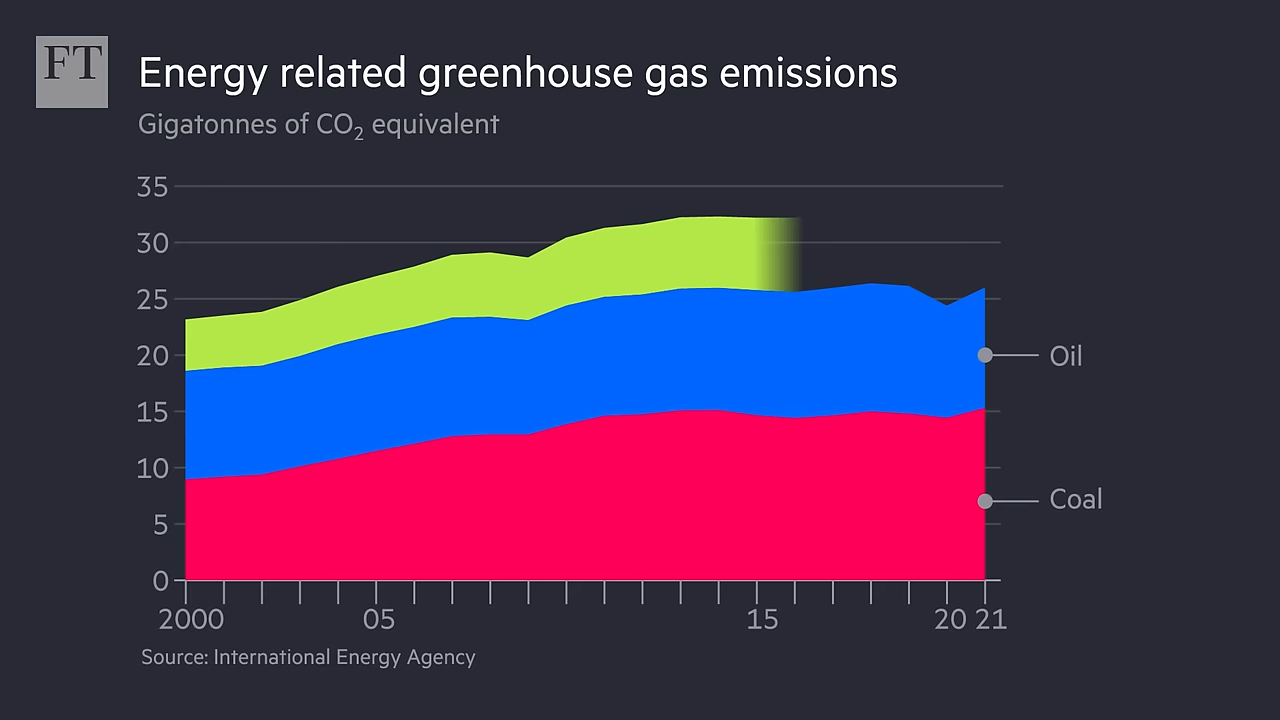 FT
Energy related greenhouse gas emissions
Gigatonnes of CO₂ equivalent
35
30
25
20
15
10
5
0
Oil
Coal
2000 05 15 20 21
Source: International Energy Agency